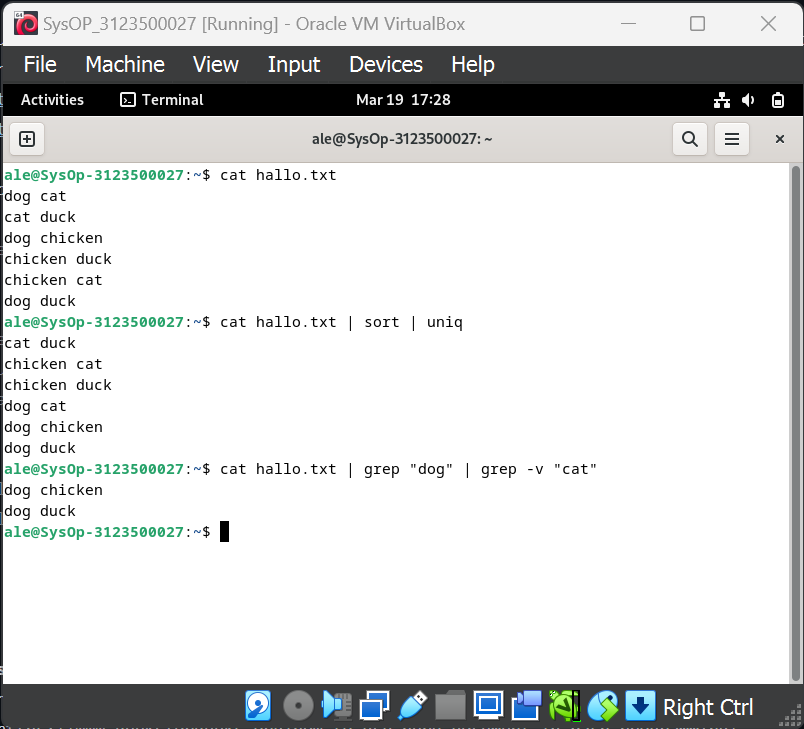 SysOP_3123500027 [Running] - Oracle VM VirtualBox
File Machine View Input Devices Help
Activities Terminal Mar 19 17:28
ale@SysOp-3123500027: ~
ale@SysOp-3123500027:~$ cat hallo.txt
dog cat
cat duck
dog chicken
chicken duck
chicken cat
dog duck
ale@SysOp-3123500027:~$ cat hallo.txt | sort | uniq
cat duck
chicken cat
chicken duck
dog cat
dog chicken
dog duck
ale@SysOp-3123500027:~$ cat hallo.txt | grep "dog" | grep -v "cat"
dog chicken
dog duck
ale@SysOp-3123500027:~$
Right Ctrl